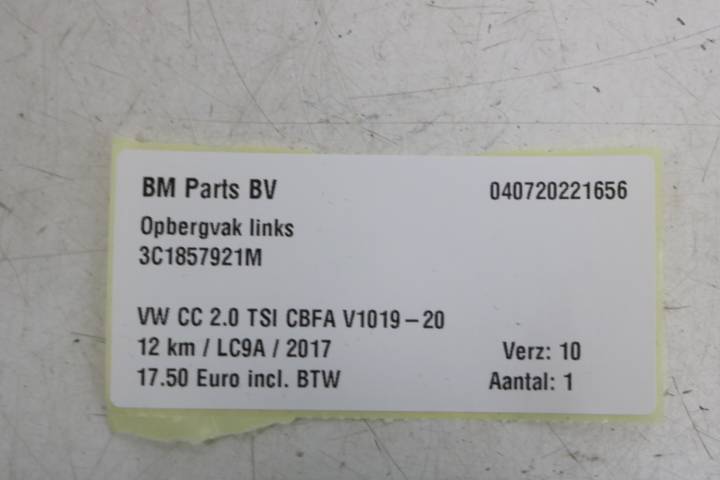 BM Parts BV 040720221656
Opbergvak links
3C1857921M
VW CC 2.0 TSI CBFA V1019-20
12 km / LC9A / 2017 Verz: 10
17.50 Euro incl. BTW Aantal: 1